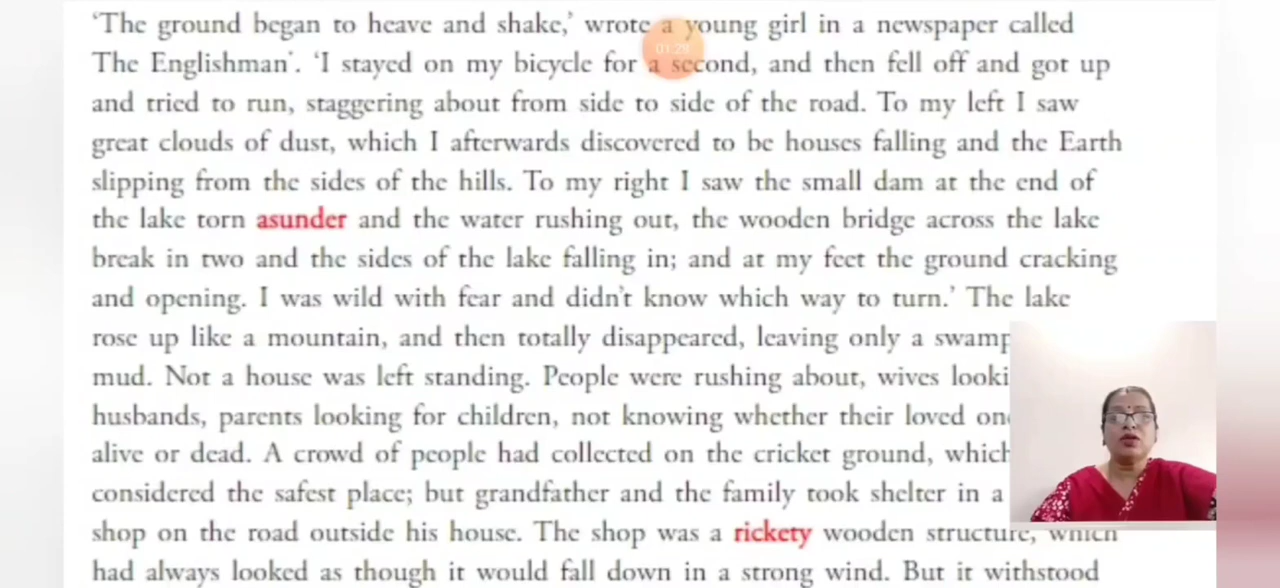 ‘The ground began to heave and shake,’ wrote a young girl in a newspaper called
The Englishman’. ‘I stayed on my bicycle for a second, and then fell off and got up
and tried to run, staggering about from side to side of the road. To my left I saw
great clouds of dust, which I afterwards discovered to be houses falling and the Earth
slipping from the sides of the hills. To my right I saw the small dam at the end of
the lake torn asunder and the water rushing out, the wooden bridge across the lake
break in two and the sides of the lake falling in; and at my feet the ground cracking
and opening. I was wild with fear and didn’t know which way to turn.’ The lake
rose up like a mountain, and then totally disappeared, leaving only a swamp
mud. Not a house was left standing. People were rushing about, wives looki
husbands, parents looking for children, not knowing whether their loved on
alive or dead. A crowd of people had collected on the cricket ground, which
considered the safest place; but grandfather and the family took shelter in a
shop on the road outside his house. The shop was a rickety wooden structure, which
had always looked as though it would fall down in a strong wind. But it withstood
01:29